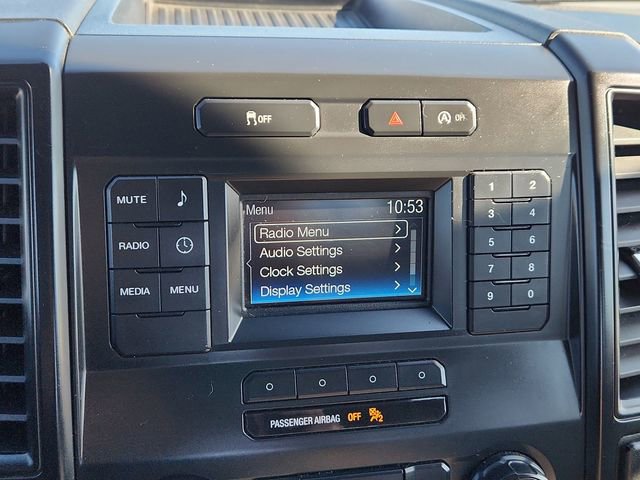 OFF
OFF
MUTE
RADIO
MEDIA MENU
Menu 10:53
Radio Menu
Audio Settings
Clock Settings
Display Settings
1 2
3 4
5 6
7 8
9 0
PASSENGER AIRBAG OFF 2